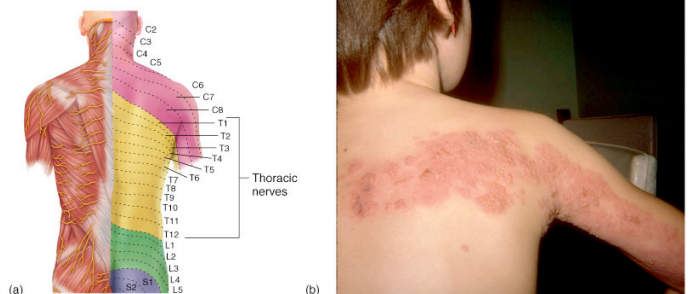 C2
C3
C4
C5
C6
C7
C8
T1
T2
T3
T4
T5
T6
T7
T8
T9
T10
T11
T12
L1
L2
L3
L4
L5
S1
S2
Thoracic
nerves
(a)
(b)